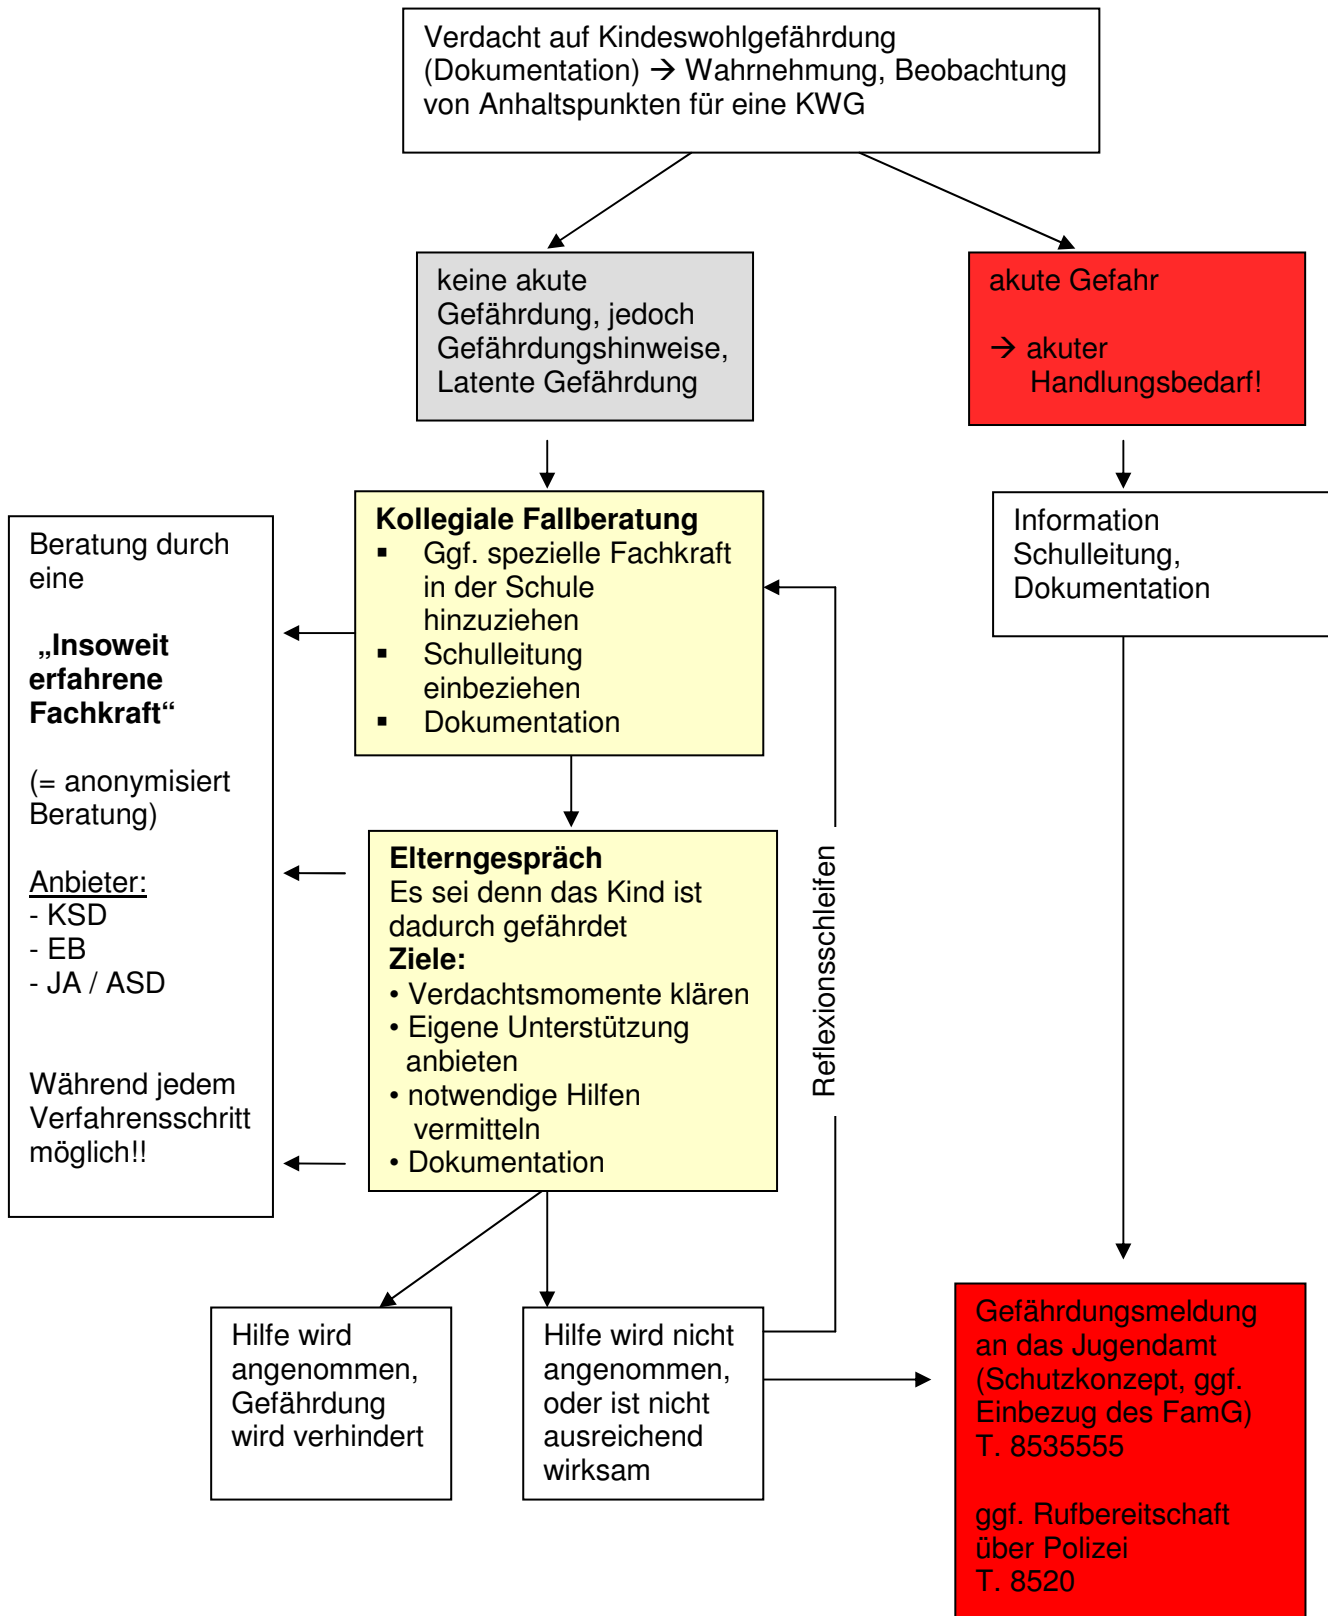 Verdacht auf Kindeswohlgefährdung
(Dokumentation) → Wahrnehmung, Beobachtung
von Anhaltspunkten für eine KWG
keine akute
Gefährdung, jedoch
Gefährdungshinweise,
Latente Gefährdung
akute Gefahr
→ akuter
Handlungsbedarf!
Beratung durch
eine
„Insoweit
erfahrene
Fachkraft“
(= anonymisiert
Beratung)
Anbieter:
- KSD
- EB
- JA / ASD
Während jedem
Verfahrensschritt
möglich!!
Kollegiale Fallberatung
▪ Ggf. spezielle Fachkraft
in der Schule
hinzuziehen
▪ Schulleitung
einbeziehen
▪ Dokumentation
Information
Schulleitung,
Dokumentation
Elterngespräch
Es sei denn das Kind ist
dadurch gefährdet
Ziele:
• Verdachtsmomente klären
• Eigene Unterstützung
anbieten
• notwendige Hilfen
vermitteln
• Dokumentation
Reflexionsschleifen
Hilfe wird
angenommen,
Gefährdung
wird verhindert
Hilfe wird nicht
angenommen,
oder ist nicht
ausreichend
wirksam
Gefährdungsmeldung
an das Jugendamt
(Schutzkonzept, ggf.
Einbezug des FamG)
T. 8535555
ggf. Rufbereitschaft
über Polizei
T. 8520